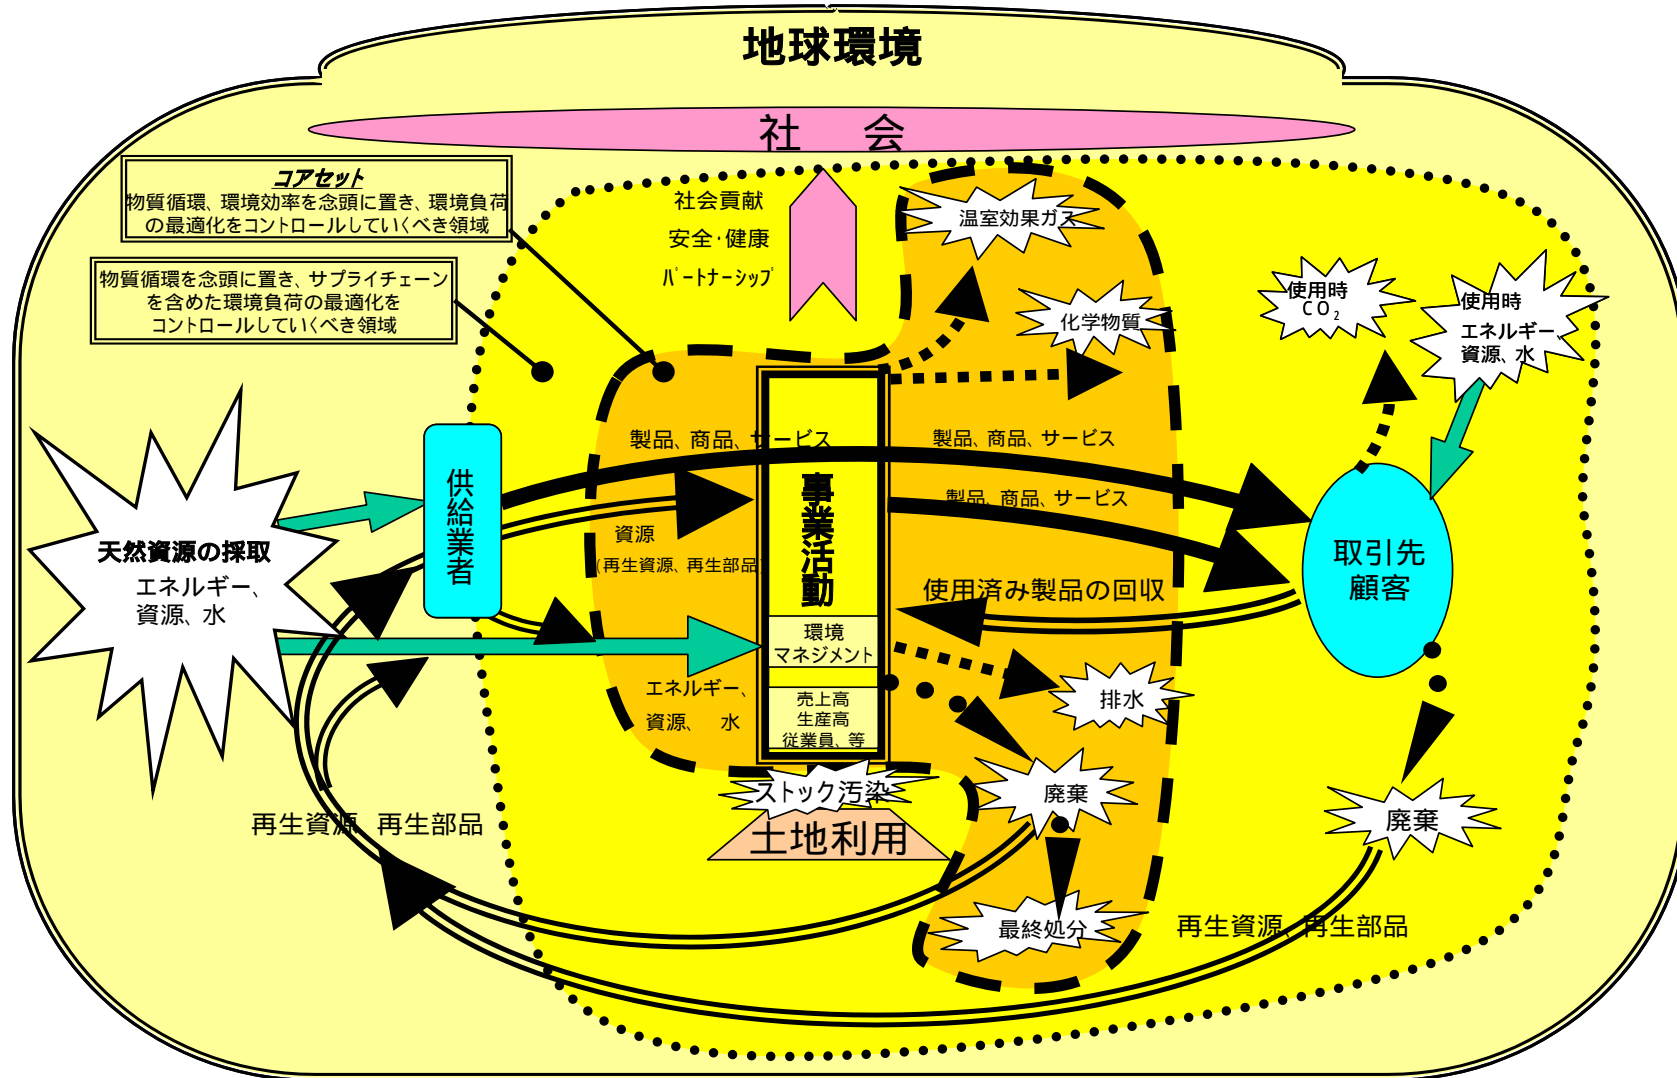 地球環境
社 会
コアセット
物質循環、環境効率を念頭に置き、環境負荷
の最適化をコントロールしていくべき領域
物質循環を念頭に置き、サプライチェーン
を含めた環境負荷の最適化を
コントロールしていくべき領域
社会貢献
安全・健康
パートナーシップ
温室効果ガス
化学物質
使用時
CO₂
使用時
エネルギー、
資源、水
天然資源の採取
エネルギー、
資源、水
供給業者
製品、商品、サービス
製品、商品、サービス
製品、商品、サービス
資源
(再生資源、再生部品)
事業活動
環境
マネジメント
売上高
生産高
従業員、等
使用済み製品の回収
取引先
顧客
エネルギー、
資源、 水
排水
廃棄
廃棄
ストック汚染
土地利用
最終処分
再生資源、再生部品
再生資源、再生部品